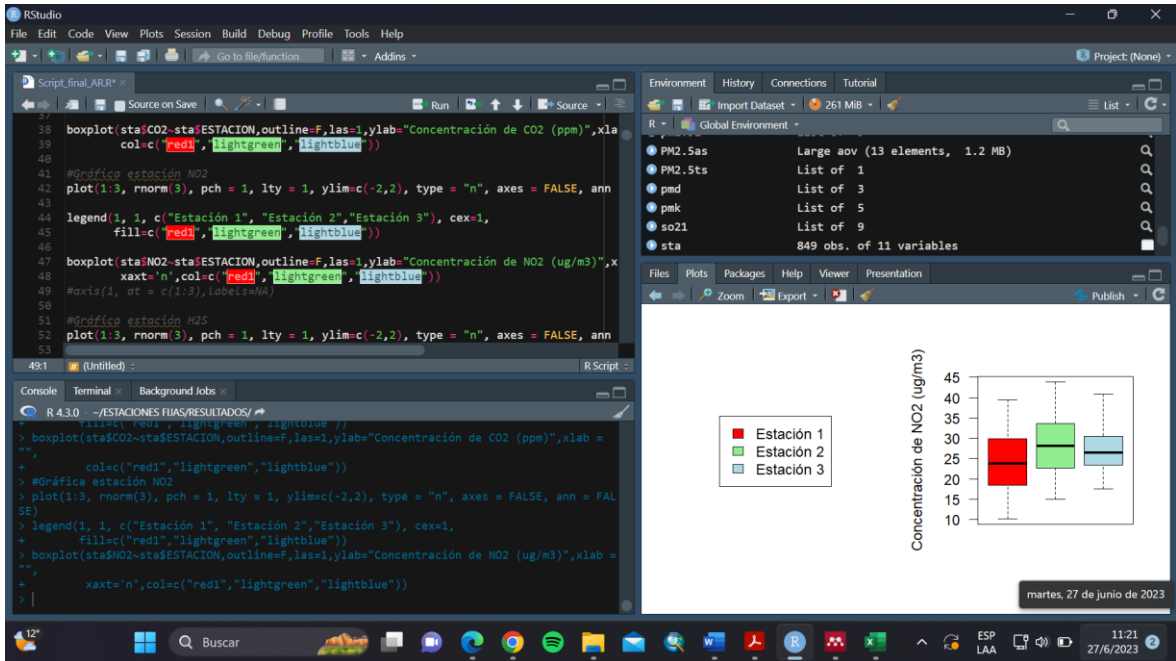 RStudio
File Edit Code View Plots Session Build Debug Profile Tools Help
Go to file/function Addins Project: (None)
Script_final_AR.R*
Source on Save Run Source
37
38 boxplot(sta$CO2~sta$ESTACION,outline=F,las=1,ylab="Concentración de CO2 (ppm)",xla
39 col=c("red1","lightgreen","lightblue"))
40
41 #Gráfica estación NO2
42 plot(1:3, rnorm(3), pch = 1, lty = 1, ylim=c(-2,2), type = "n", axes = FALSE, ann
43
44 legend(1, 1, c("Estación 1", "Estación 2","Estación 3"), cex=1,
45 fill=c("red1","lightgreen","lightblue"))
46
47 boxplot(sta$NO2~sta$ESTACION,outline=F,las=1,ylab="Concentración de NO2 (ug/m3)",x
48 xaxt='n',col=c("red1","lightgreen","lightblue"))
49 #axis(1, at = c(1:3),labels=NA)
50
51 #Gráfica estación H2S
52 plot(1:3, rnorm(3), pch = 1, lty = 1, ylim=c(-2,2), type = "n", axes = FALSE, ann
53
49:1 (Untitled) R Script
Console Terminal Background Jobs
R 4.3.0 · ~/ESTACIONES FIJAS/RESULTADOS/
+ fill=c("red1","lightgreen","lightblue"))
> boxplot(sta$CO2~sta$ESTACION,outline=F,las=1,ylab="Concentración de CO2 (ppm)",xlab =
"",
+ col=c("red1","lightgreen","lightblue"))
> #Gráfica estación NO2
> plot(1:3, rnorm(3), pch = 1, lty = 1, ylim=c(-2,2), type = "n", axes = FALSE, ann = FAL
SE)
> legend(1, 1, c("Estación 1", "Estación 2","Estación 3"), cex=1,
+ fill=c("red1","lightgreen","lightblue"))
> boxplot(sta$NO2~sta$ESTACION,outline=F,las=1,ylab="Concentración de NO2 (ug/m3)",xlab =
"",
+ xaxt='n',col=c("red1","lightgreen","lightblue"))
>
Environment History Connections Tutorial
Import Dataset 261 MiB List
R Global Environment
PM2.5as Large aov (13 elements, 1.2 MB)
PM2.5ts List of 1
pmd List of 3
pmk List of 5
so21 List of 9
sta 849 obs. of 11 variables
Files Plots Packages Help Viewer Presentation
Zoom Export Publish
Estación 1
Estación 2
Estación 3
Concentración de NO2 (ug/m3)
45
40
35
30
25
20
15
10
martes, 27 de junio de 2023
12°
Buscar
ESP
LAA
11:21
27/6/2023
2